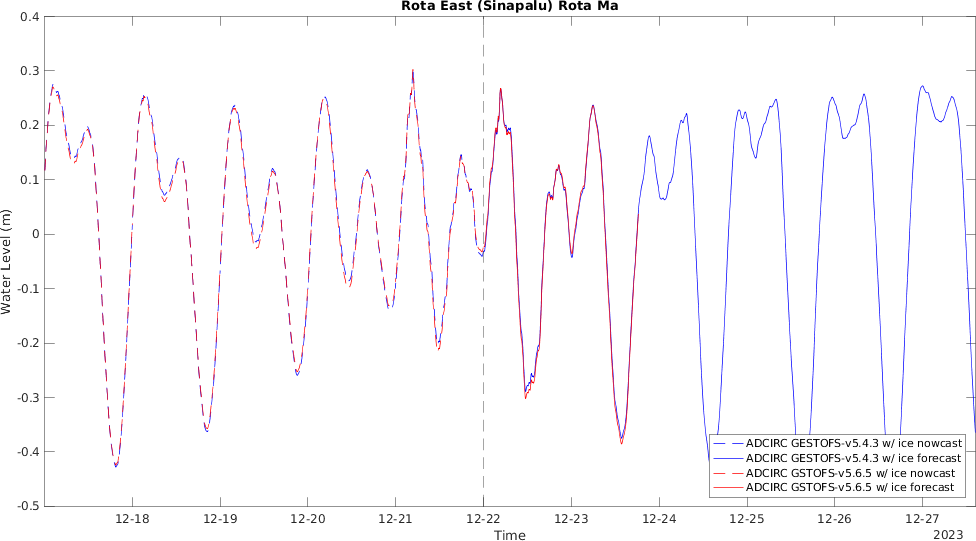 Rota East (Sinapalu) Rota Ma
0.4
0.3
0.2
0.1
0
-0.1
-0.2
-0.3
-0.4
-0.5
Water Level (m)
ADCIRC GESTOFS-v5.4.3 w/ ice nowcast
ADCIRC GESTOFS-v5.4.3 w/ ice forecast
ADCIRC GSTOFS-v5.6.5 w/ ice nowcast
ADCIRC GSTOFS-v5.6.5 w/ ice forecast
12-18 12-19 12-20 12-21 12-22 12-23 12-24 12-25 12-26 12-27
Time
2023